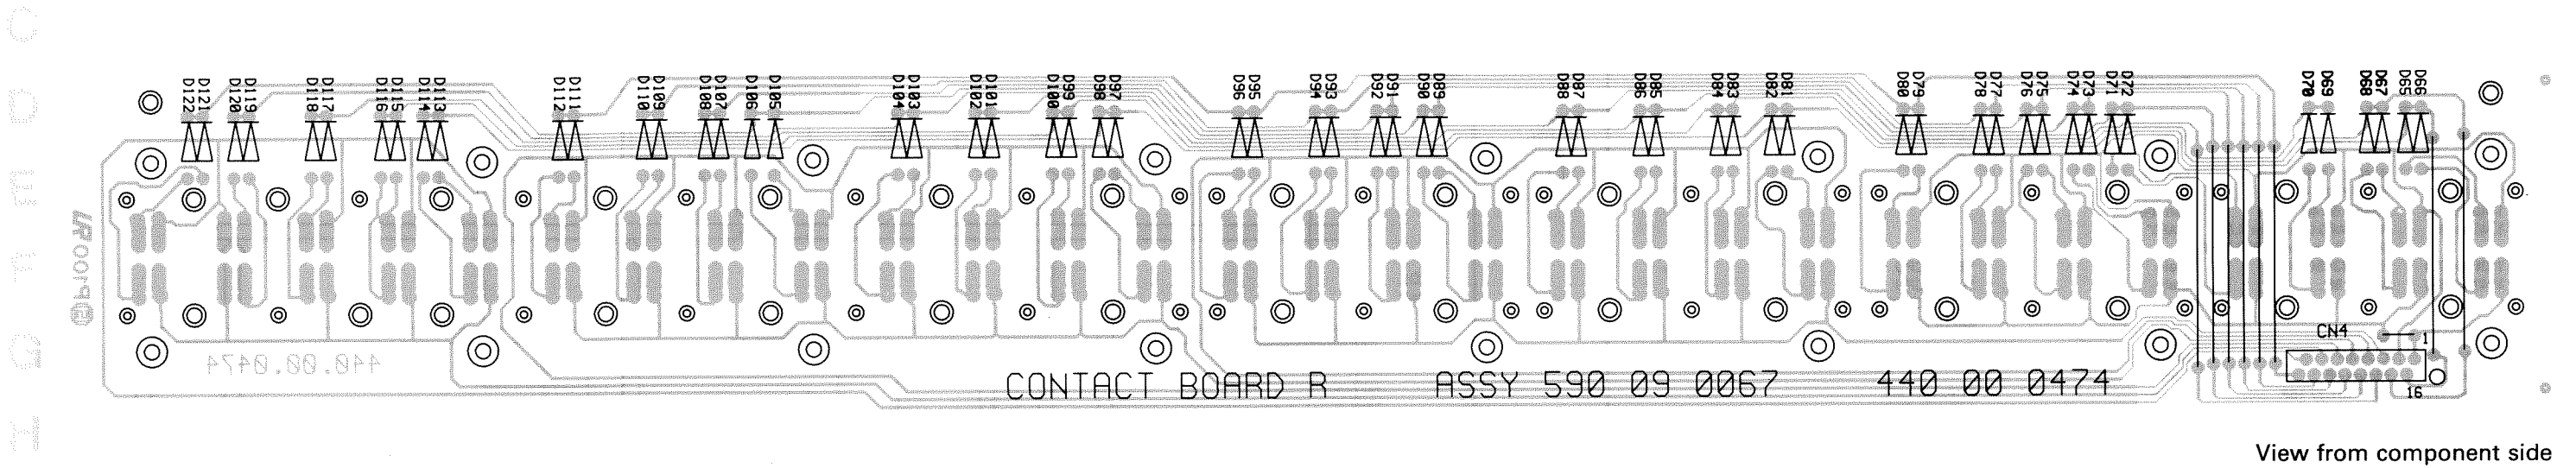 C
D
E
F
G
H
D122 D121 D120 D119 D118 D117 D116 D115 D114 D113 D112 D111 D110 D109 D108 D107 D106 D105 D104 D103 D102 D101 D100 D99 D98 D97 D96 D95 D94 D93 D92 D91 D90 D89 D88 D87 D86 D85 D84 D83 D82 D81 D80 D79 D78 D77 D76 D75 D74 D73 D71 D72 D70 D69 D68 D67 D65 D66
CN4
1
440.00.0474
CONTACT BOARD R ASSY 590 09 0067 440 00 0474
16
View from component side